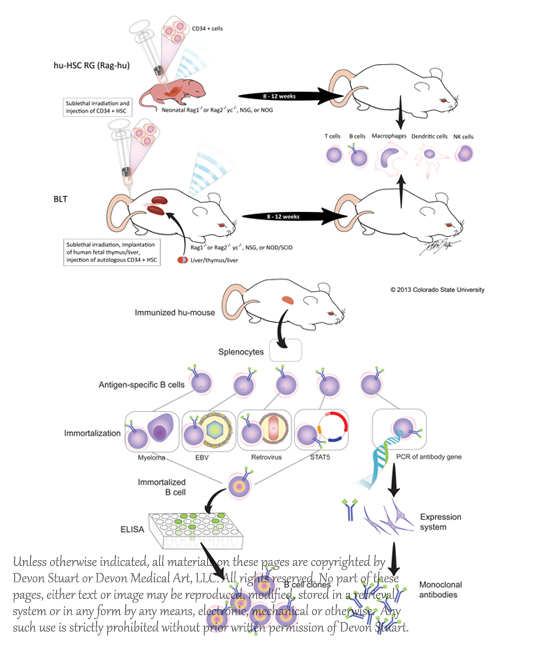 CD34 + cells
hu-HSC RG (Rag-hu)
8 - 12 weeks
Sublethal irradiation and
injection of CD34 + HSC
Neonatal Rag1-/- or Rag2-/- γc-/-, NSG, or NOG
T cells B cells Macrophages Dendritic cells NK cells
BLT
8 - 12 weeks
Sublethal irradiation, implantation
of human fetal thymus/liver,
injection of autologous CD34 + HSC
Rag1-/- or Rag2-/- γc-/-, NSG, or NOD/SCID
Liver/thymus/liver
© 2013 Colorado State University
Immunized hu-mouse
Splenocytes
Antigen-specific B cells
Immortalization
Myeloma EBV Retrovirus STAT5 PCR of antibody gene
Immortalized
B cell
ELISA
Expression
system
B cell clones
Monoclonal
antibodies
Unless otherwise indicated, all materials on these pages are copyrighted by
Devon Stuart or Devon Medical Art, LLC. All rights reserved. No part of these
pages, either text or image may be reproduced, modified, stored in a retrieval
system or in any form by any means, electronic, mechanical or otherwise. Any
such use is strictly prohibited without prior written permission of Devon Stuart.